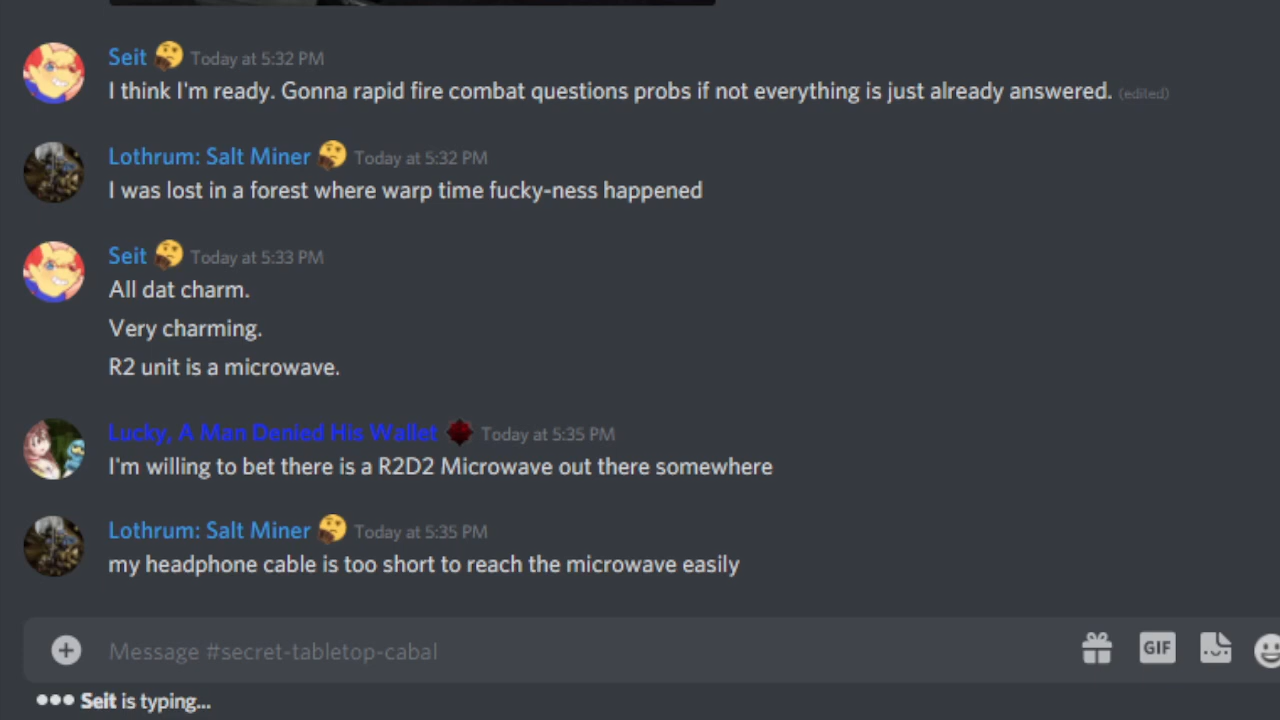 Seit Today at 5:32 PM
I think I'm ready. Gonna rapid fire combat questions probs if not everything is just already answered. (edited)
Lothrum: Salt Miner Today at 5:32 PM
I was lost in a forest where warp time fucky-ness happened
Seit Today at 5:33 PM
All dat charm.
Very charming.
R2 unit is a microwave.
Lucky, A Man Denied His Wallet Today at 5:35 PM
I'm willing to bet there is a R2D2 Microwave out there somewhere
Lothrum: Salt Miner Today at 5:35 PM
my headphone cable is too short to reach the microwave easily
Message #secret-tabletop-cabal
GIF
Seit is typing...